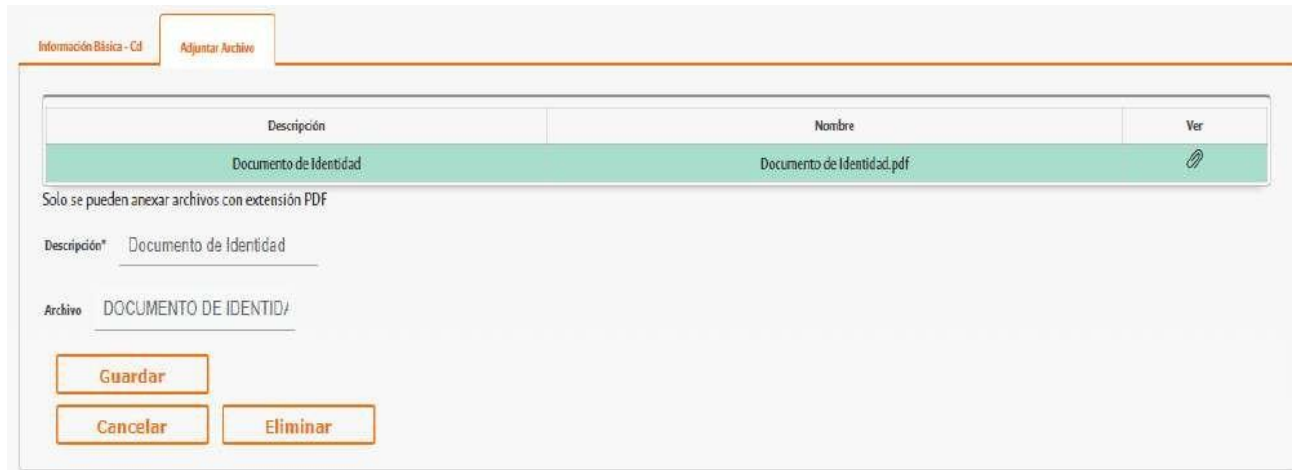 Información Básica - Cd Adjuntar Archivo
Descripción Nombre Ver
Documento de Identidad Documento de Identidad.pdf
Solo se pueden anexar archivos con extensión PDF
Descripción* Documento de Identidad
Archivo DOCUMENTO DE IDENTIDA
Guardar
Cancelar Eliminar